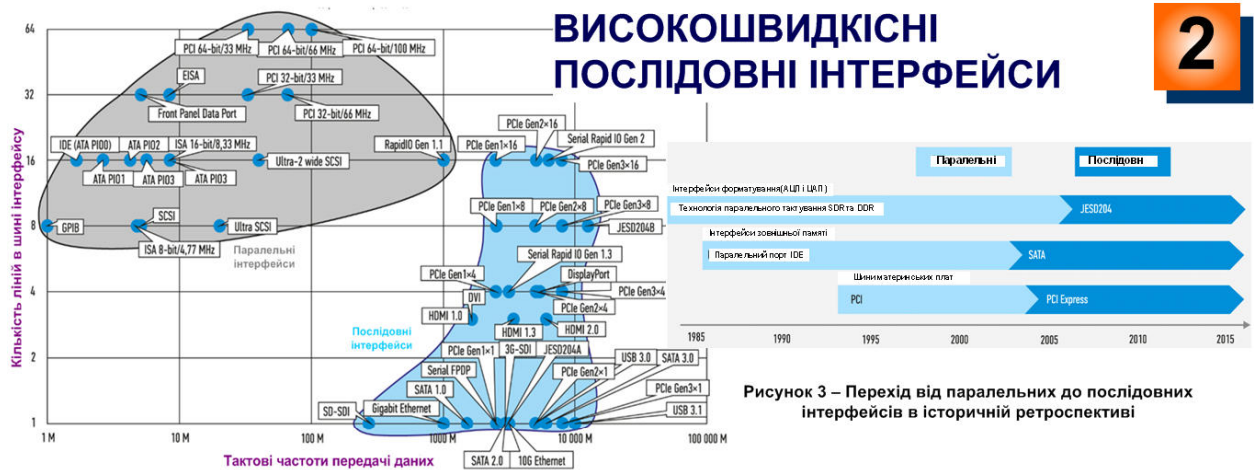 ВИСОКОШВИДКІСНІ
ПОСЛІДОВНІ ІНТЕРФЕЙСИ
2
Кількість ліній в шині інтерфейсу
64
32
16
8
4
2
1
PCI 64-bit/33 MHz
PCI 64-bit/66 MHz
PCI 64-bit/100 MHz
EISA
PCI 32-bit/33 MHz
Front Panel Data Port
PCI 32-bit/66 MHz
IDE (ATA PIO0)
ATA PIO2
ISA 16-bit/8,33 MHz
RapidIO Gen 1.1
Ultra-2 wide SCSI
ATA PIO1
ATA PIO3
ATA PIO3
GPIB
SCSI
Ultra SCSI
ISA 8-bit/4,77 MHz
Паралельні
інтерфейси
PCIe Gen2×16
PCIe Gen1×16
Serial Rapid IO Gen 2
PCIe Gen3×16
PCIe Gen1×8
PCIe Gen2×8
PCIe Gen3×8
JESD204B
Serial Rapid IO Gen 1.3
PCIe Gen1×4
DisplayPort
DVI
PCIe Gen3×4
PCIe Gen2×4
HDMI 1.0
HDMI 1.3
HDMI 2.0
Послідовні
інтерфейси
PCIe Gen1×1
3G-SDI
JESD204A
USB 3.0
SATA 3.0
Serial FPDP
PCIe Gen2×1
SATA 1.0
PCIe Gen3×1
SD-SDI
Gigabit Ethernet
USB 3.1
SATA 2.0
10G Ethernet
1 M
10 M
100 M
1000 M
10 000 M
100 000 M
Тактові частоти передачі даних
Паралельні
Послідовн
Інтерфейси форматування(АЦП і ЦАП)
Технологія паралельного тактування SDR та DDR
JESD204
Інтерфейси зовнішньої памяті
Паралельний порт IDE
SATA
Шини материнських плат
PCI
PCI Express
1985
1990
1995
2000
2005
2010
2015
Рисунок 3 – Перехід від паралельних до послідовних
інтерфейсів в історичній ретроспективі